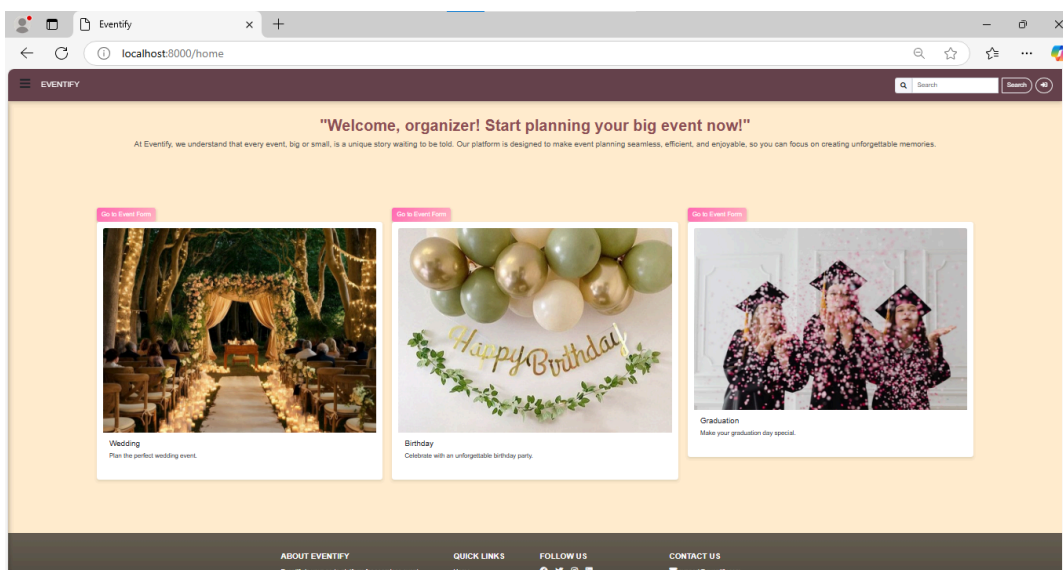 Eventify
localhost:8000/home
EVENTIFY
Search
Search
"Welcome, organizer! Start planning your big event now!"
At Eventify, we understand that every event, big or small, is a unique story waiting to be told. Our platform is designed to make event planning seamless, efficient, and enjoyable, so you can focus on creating unforgettable memories.
Go to Event Form
Go to Event Form
Go to Event Form
Happy Birthday
Wedding
Plan the perfect wedding event.
Birthday
Celebrate with an unforgettable birthday party.
Graduation
Make your graduation day special.
ABOUT EVENTIFY
QUICK LINKS
FOLLOW US
CONTACT US